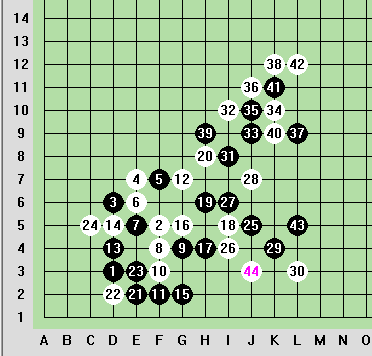 14
13
12 38 42
11 36 41
10 32 35 34
9 39 33 40 37
8 20 31
7 4 5 12 28
6 3 6 19 27
5 24 14 7 2 16 18 25 43
4 13 8 9 17 26 29
3 1 23 10 44 30
2 22 21 11 15
1
A B C D E F G H I J K L M N O